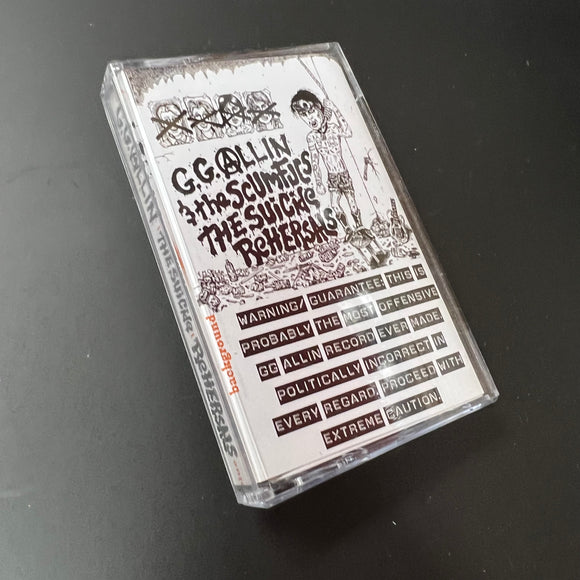 G.G. ALLIN
& the SCUMFUCS
THE SUICIDE
REHERSALS
WARNING/ GUARANTEE: THIS IS
PROBABLY THE MOST OFFENSIVE
GG ALLIN RECORD EVER MADE.
POLITICALLY INCORRECT IN
EVERY REGARD. PROCEED WITH
EXTREME CAUTION.
G.G. ALLIN THE SUICIDE REHERSALS...
background